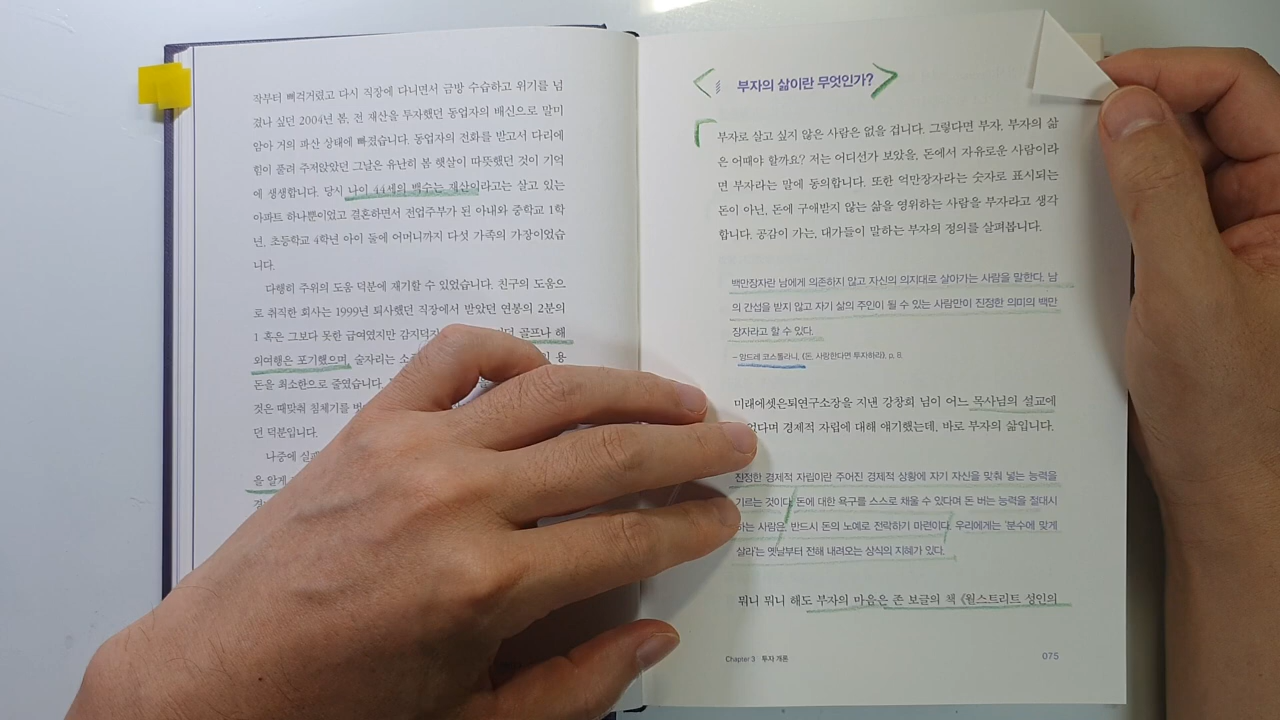 작부터 삐걱거렸고 다시 직장에 다니면서 금방 수습하고 위기를 넘
겼나 싶던 2004년 봄, 전 재산을 투자했던 동업자의 배신으로 말미
암아 거의 파산 상태에 빠졌습니다. 동업자의 전화를 받고서 다리에
힘이 풀려 주저앉았던 그날은 유난히 봄 햇살이 따뜻했던 것이 기억
에 생생합니다. 당시 나이 44세의 백수는 재산이라고는 살고 있는
아파트 하나뿐이었고 결혼하면서 전업주부가 된 아내와 중학교 1학
년, 초등학교 4학년 아이 둘에 어머니까지 다섯 가족의 가장이었습
니다.
다행히 주위의 도움 덕분에 재기할 수 있었습니다. 친구의 도움으
로 취직한 회사는 1999년 퇴사했던 직장에서 받았던 연봉의 2분의
1 혹은 그보다 못한 급여였지만 감지덕지 골프나 해
외여행은 포기했으며, 술자리는 용
돈을 최소한으로 줄였습니다.
것은 때맞춰 침체기를
던 덕분입니다.
나중에
을 알게
부자의 삶이란 무엇인가?
부자로 살고 싶지 않은 사람은 없을 겁니다. 그렇다면 부자, 부자의 삶
은 어때야 할까요? 저는 어디선가 보았을, 돈에서 자유로운 사람이라
면 부자라는 말에 동의합니다. 또한 억만장자라는 숫자로 표시되는
돈이 아닌, 돈에 구애받지 않는 삶을 영위하는 사람을 부자라고 생각
합니다. 공감이 가는, 대가들이 말하는 부자의 정의를 살펴봅니다.
백만장자란 남에게 의존하지 않고 자신의 의지대로 살아가는 사람을 말한다. 남
의 간섭을 받지 않고 자기 삶의 주인이 될 수 있는 사람만이 진정한 의미의 백만
장자라고 할 수 있다.
– 앙드레 코스톨라니, 《돈, 사랑한다면 투자하라》, p. 8.
미래에셋은퇴연구소장을 지낸 강창희 님이 어느 목사님의 설교에
었다며 경제적 자립에 대해 얘기했는데, 바로 부자의 삶입니다.
진정한 경제적 자립이란 주어진 경제적 상황에 자기 자신을 맞춰 넣는 능력을
기르는 것이다. 돈에 대한 욕구를 스스로 채울 수 있다며 돈 버는 능력을 절대시
하는 사람은, 반드시 돈의 노예로 전락하기 마련이다. 우리에게는 '분수에 맞게
살라'는 옛날부터 전해 내려오는 상식의 지혜가 있다.
뭐니 뭐니 해도 부자의 마음은 존 보글의 책 《월스트리트 성인의
Chapter 3 투자 개론
075